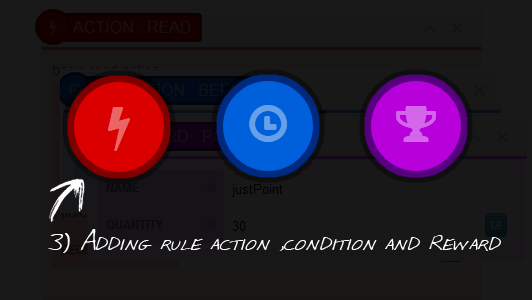 ACTION : READ
NAME
justPoint
QUANTITY
30
3) Adding rule action ,condition and Reward